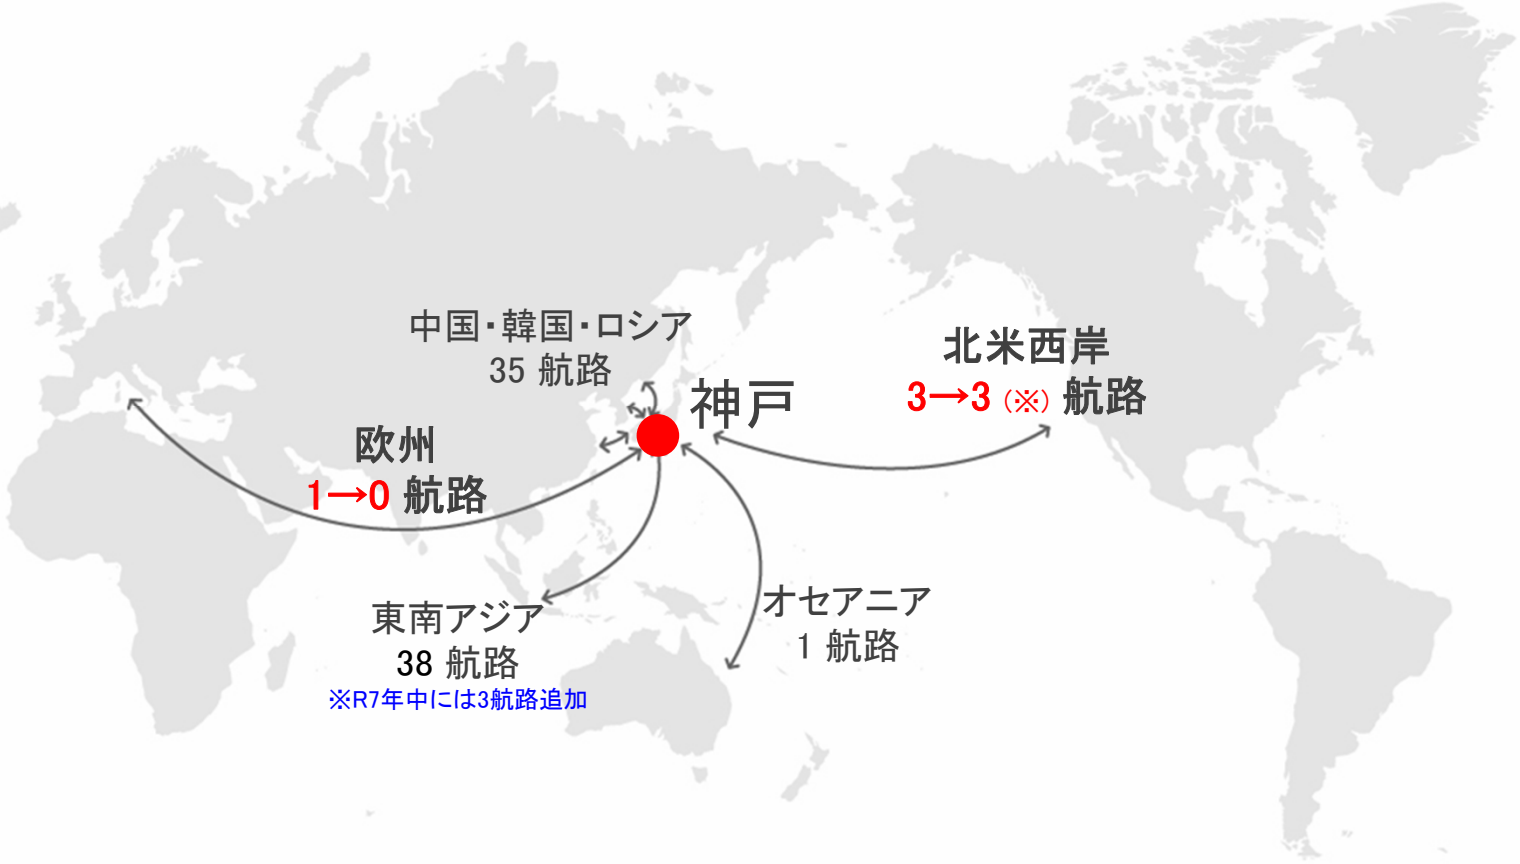 中国・韓国・ロシア
35 航路
神戸
北米西岸
3→3（※）航路
欧州
1→0 航路
東南アジア
38 航路
※R7年中には3航路追加
オセアニア
1 航路